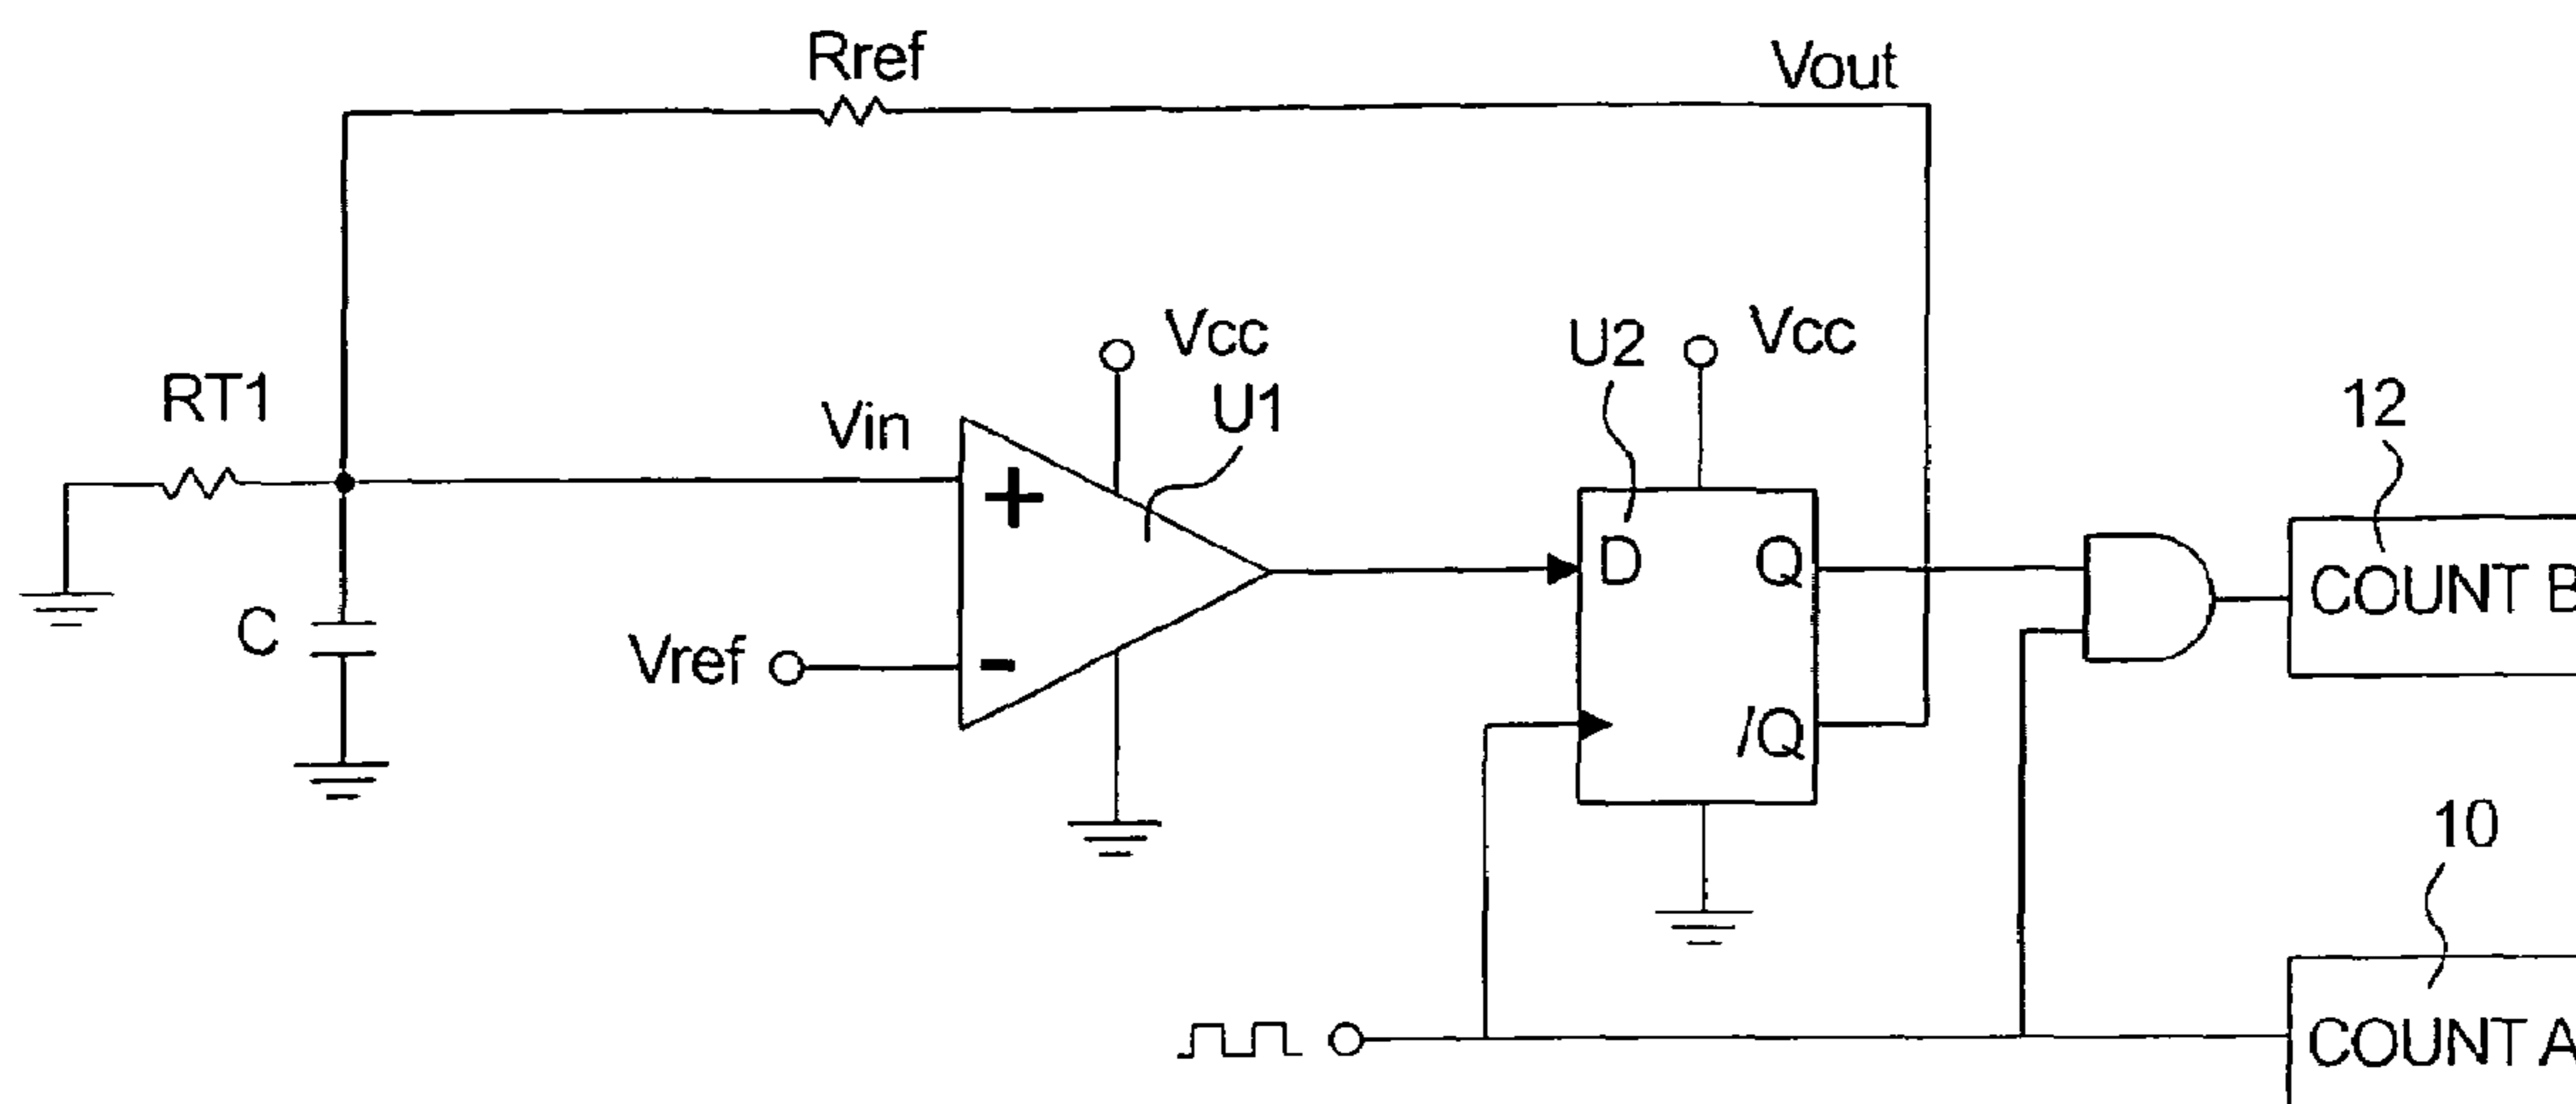 Rref
Vout
Vcc
U1
U2
Vcc
RT1
Vin
12
+
D
Q
COUNT B
C
Vref
-
/Q
10
COUNT A